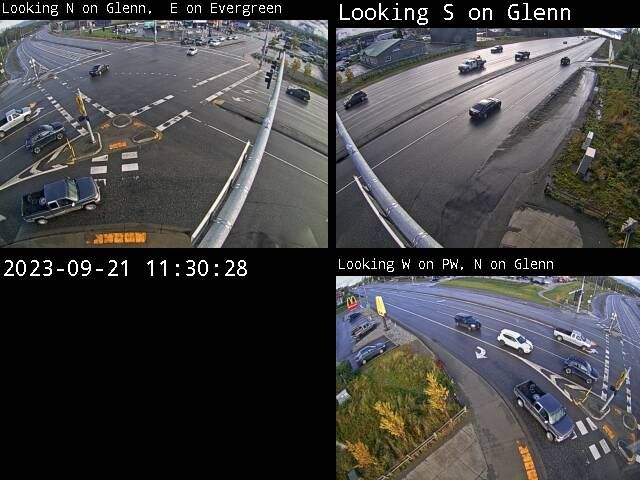 Looking N on Glenn, E on Evergreen
Looking S on Glenn
2023-09-21 11:30:28
Looking W on PW, N on Glenn